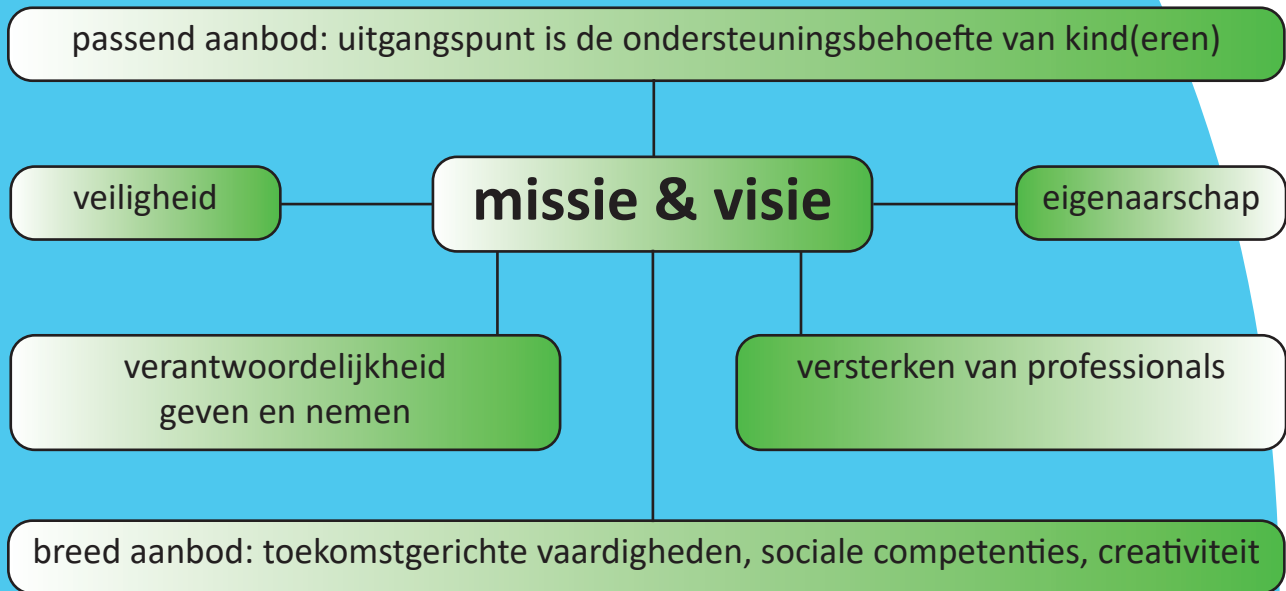 passend aanbod: uitgangspunt is de ondersteuningsbehoefte van kind(eren)
veiligheid
missie & visie
eigenaarschap
verantwoordelijkheid
geven en nemen
versterken van professionals
breed aanbod: toekomstgerichte vaardigheden, sociale competenties, creativiteit